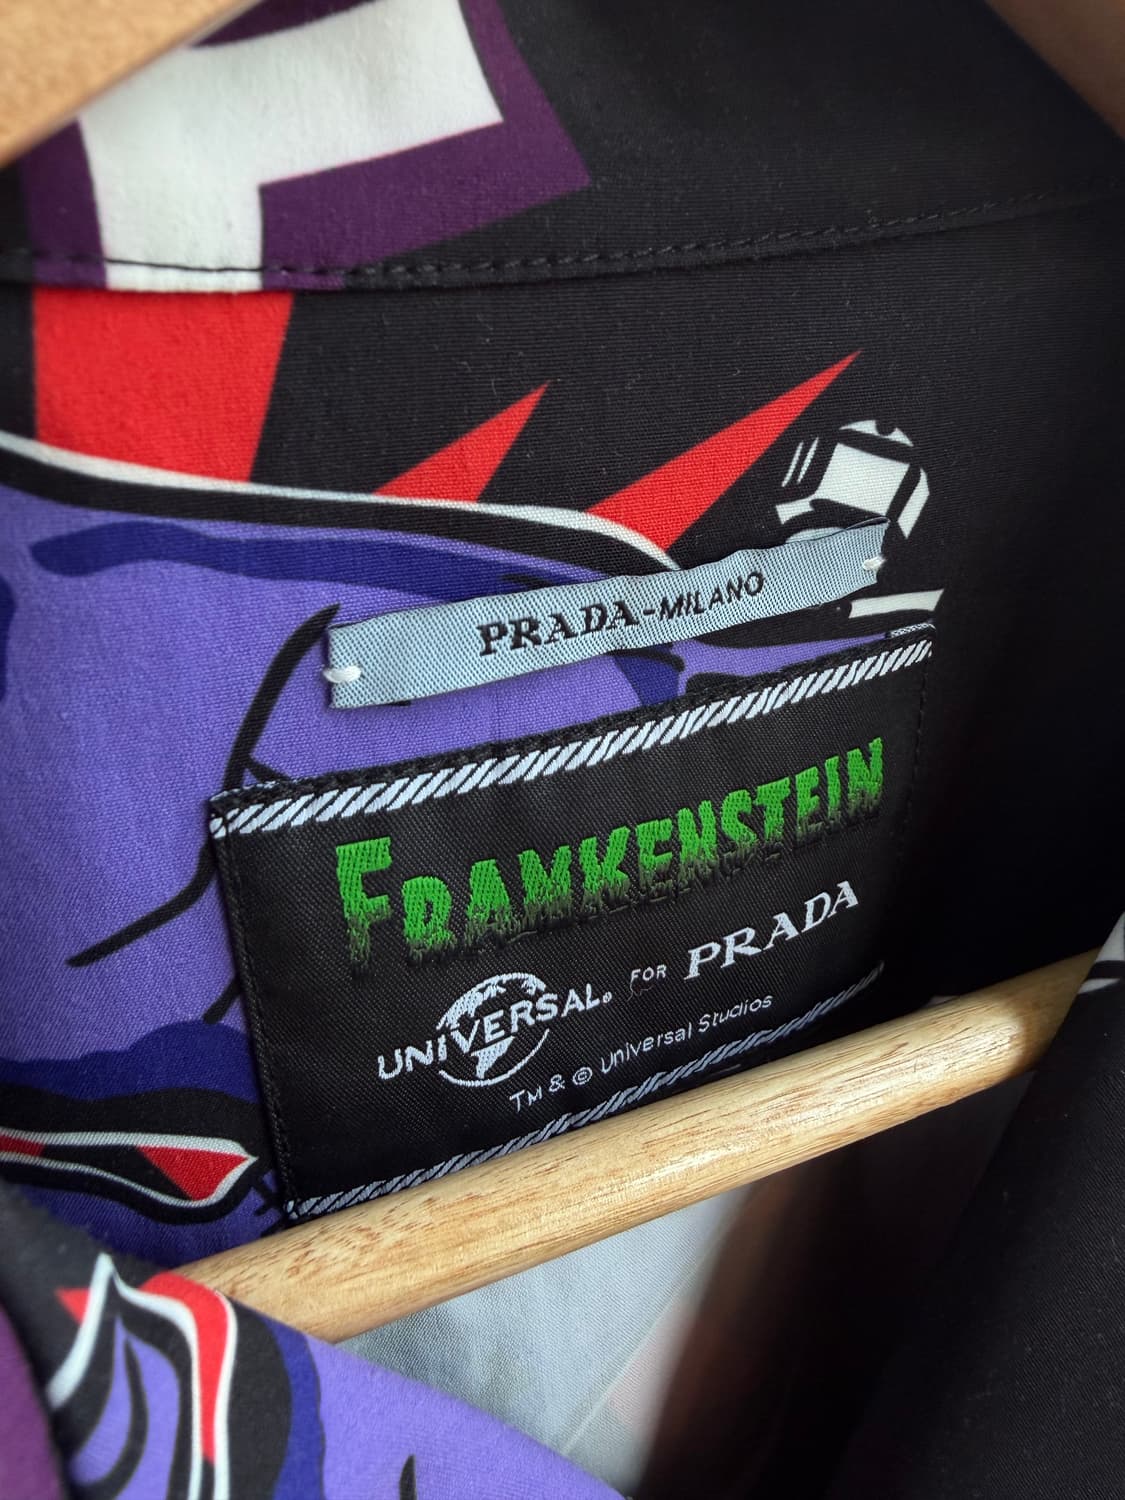 PRADA-MILANO
FRANKENSTEIN
UNIVERSAL® FOR PRADA
TM & © Universal Studios